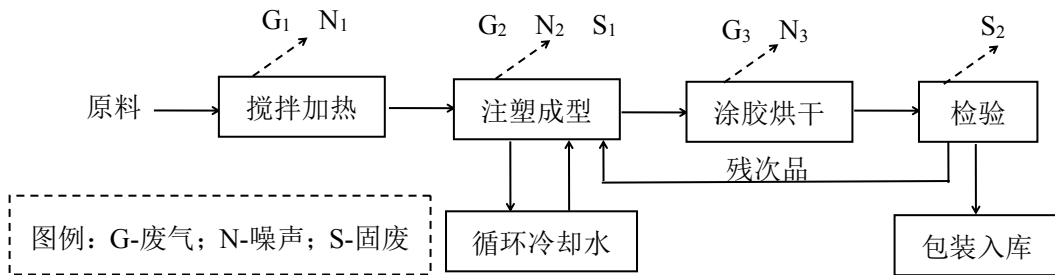 G₁ N₁ G₂ N₂ S₁ G₃ N₃ S₂
原料 搅拌加热 注塑成型 涂胶烘干 检验
残次品
图例：G-废气；N-噪声；S-固废 循环冷却水 包装入库